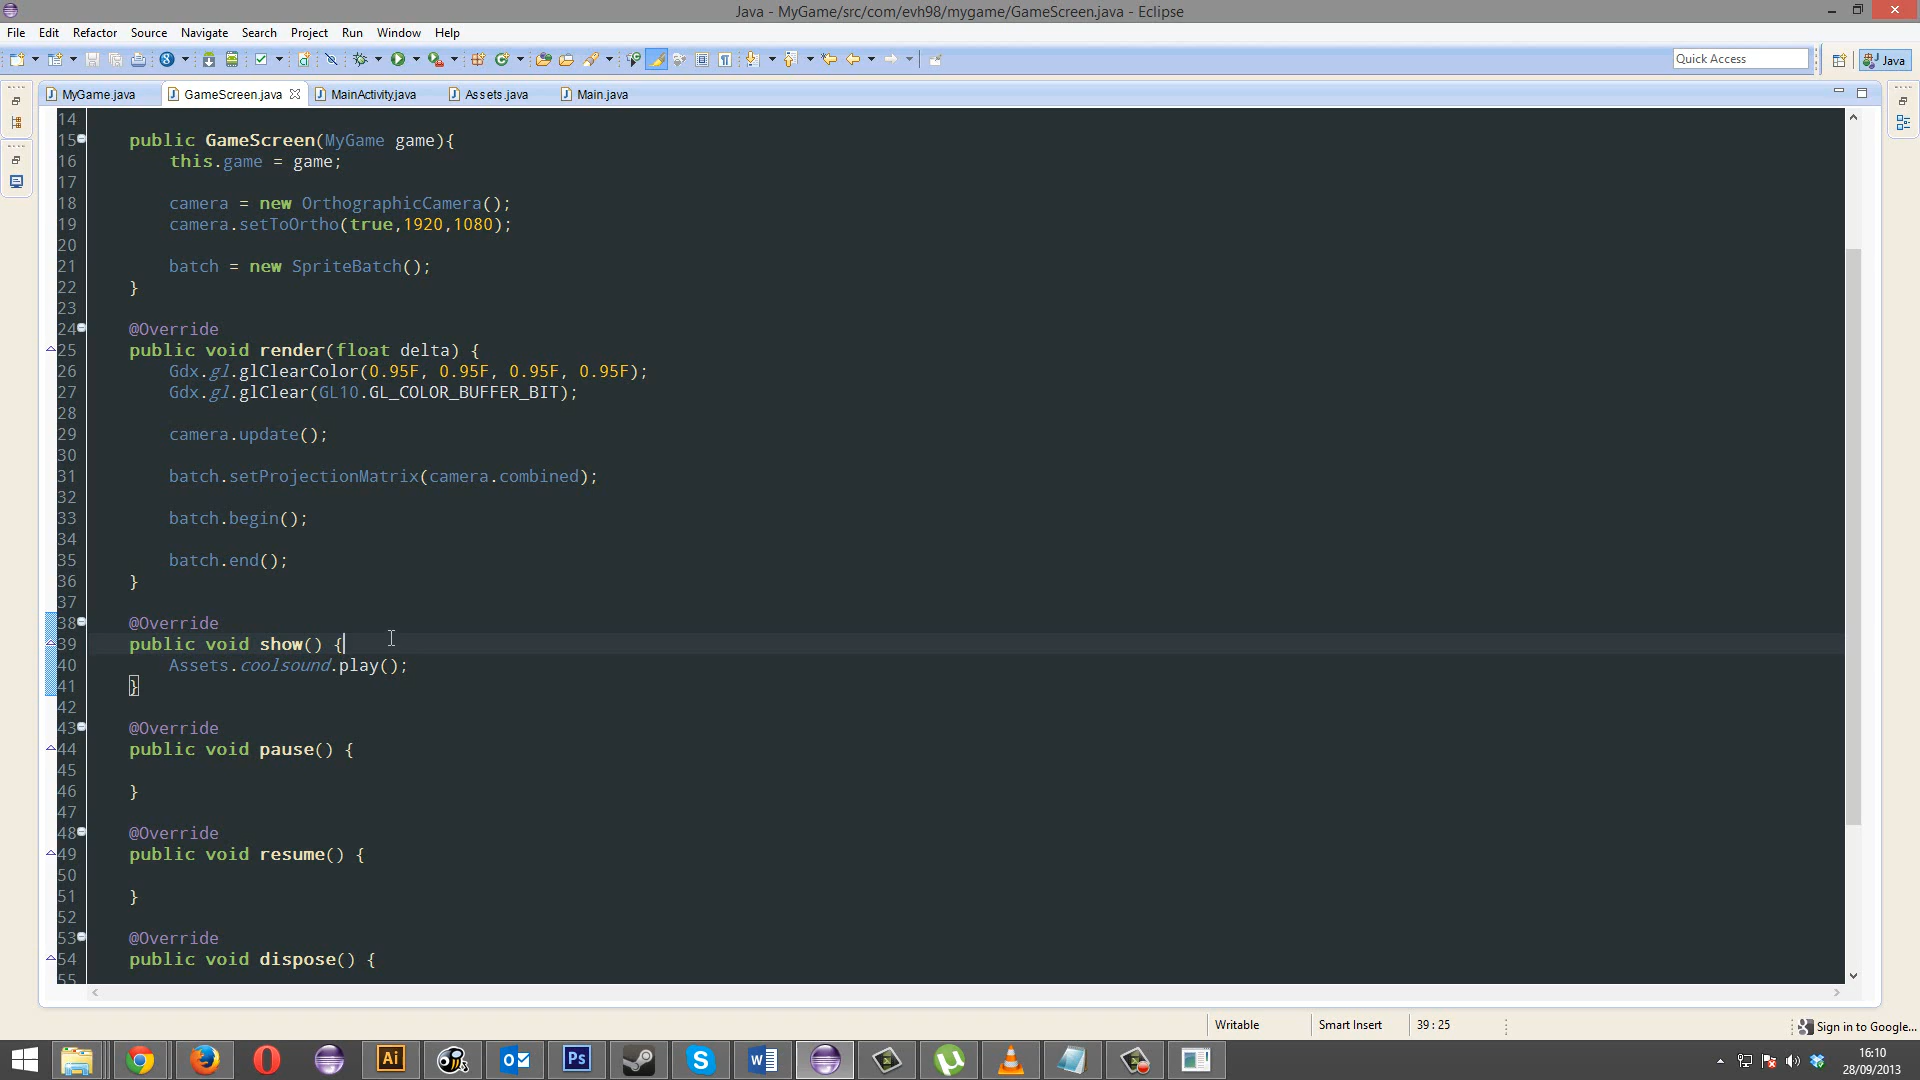 Java - MyGame/src/com/evh98/mygame/GameScreen.java - Eclipse
File Edit Refactor Source Navigate Search Project Run Window Help
Quick Access
Java
MyGame.java GameScreen.java MainActivity.java Assets.java Main.java
14
15 public GameScreen(MyGame game){
16 this.game = game;
17
18 camera = new OrthographicCamera();
19 camera.setToOrtho(true,1920,1080);
20
21 batch = new SpriteBatch();
22 }
23
24 @Override
25 public void render(float delta) {
26 Gdx.gl.glClearColor(0.95F, 0.95F, 0.95F, 0.95F);
27 Gdx.gl.glClear(GL10.GL_COLOR_BUFFER_BIT);
28
29 camera.update();
30
31 batch.setProjectionMatrix(camera.combined);
32
33 batch.begin();
34
35 batch.end();
36 }
37
38 @Override
39 public void show() {
40 Assets.coolsound.play();
41 }
42
43 @Override
44 public void pause() {
45
46 }
47
48 @Override
49 public void resume() {
50
51 }
52
53 @Override
54 public void dispose() {
55
Writable Smart Insert 39 : 25
Sign in to Google...
Ai Ps
16:10
28/09/2013